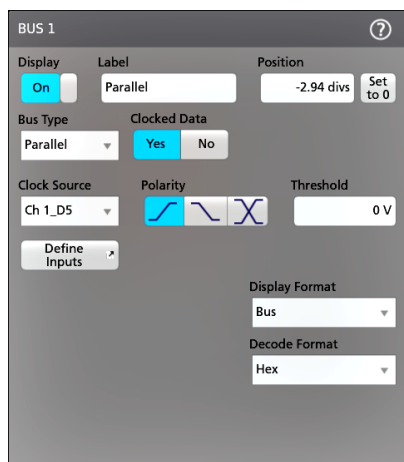 BUS 1
?
Display Label Position
On Parallel -2.94 divs Set
to 0
Bus Type Clocked Data
Parallel Yes No
Clock Source Polarity Threshold
Ch 1_D5 0 V
Define
Inputs
Display Format
Bus
Decode Format
Hex